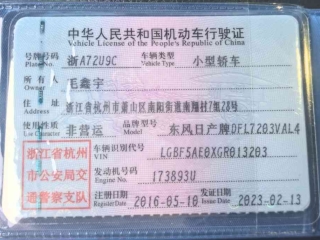 中华人民共和国机动车行驶证
Vehicle License of the People's Republic of China
号牌号码 浙A72U9C 车辆类型 小型轿车
Plate No. Vehicle Type
所有人 毛鑫宇
Owner
住址 浙江省杭州市萧山区南阳街道南翔村7组28号
Address
使用性质 非营运 品牌型号 东风日产牌DFL7203VAL4
Use Character Model
浙江省杭州市公安局交通警察支队
车辆识别代号 LGBF5AE0XGR013203
VIN
发动机号码 173893U
Engine No.
注册日期 2016-05-10 发证日期 2023-02-13
Register Date Issue Date